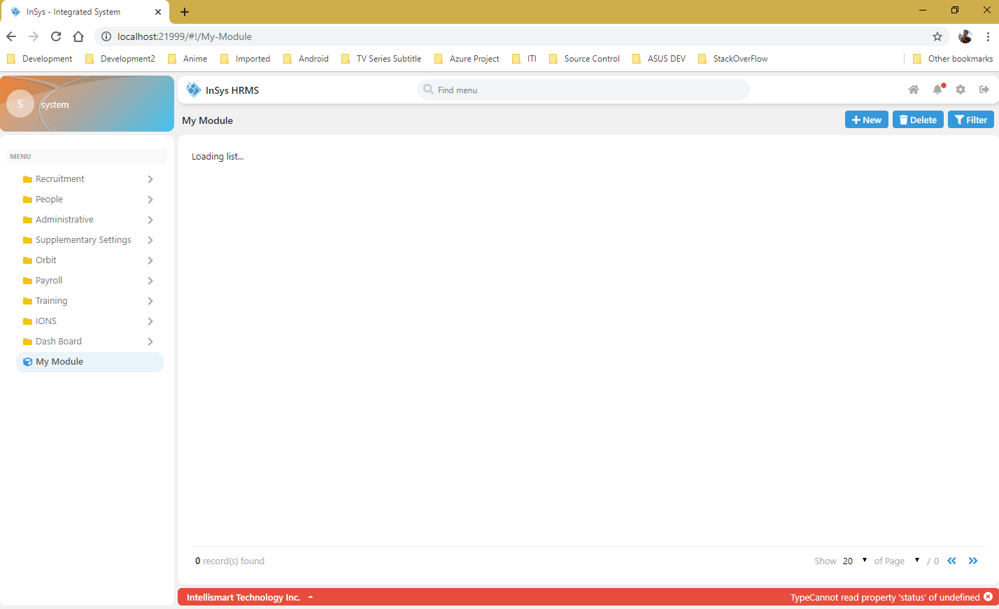 InSys - Integrated System
localhost:21999/#!/My-Module
Development Development2 Anime Imported Android TV Series Subtitle Azure Project ITI Source Control ASUS DEV StackOverFlow Other bookmarks
S system
InSys HRMS
Find menu
My Module
New Delete Filter
MENU
Recruitment
People
Administrative
Supplementary Settings
Orbit
Payroll
Training
IONS
Dash Board
My Module
Loading list...
0 record(s) found
Show 20 of Page / 0
Intellismart Technology Inc.
TypeCannot read property 'status' of undefined